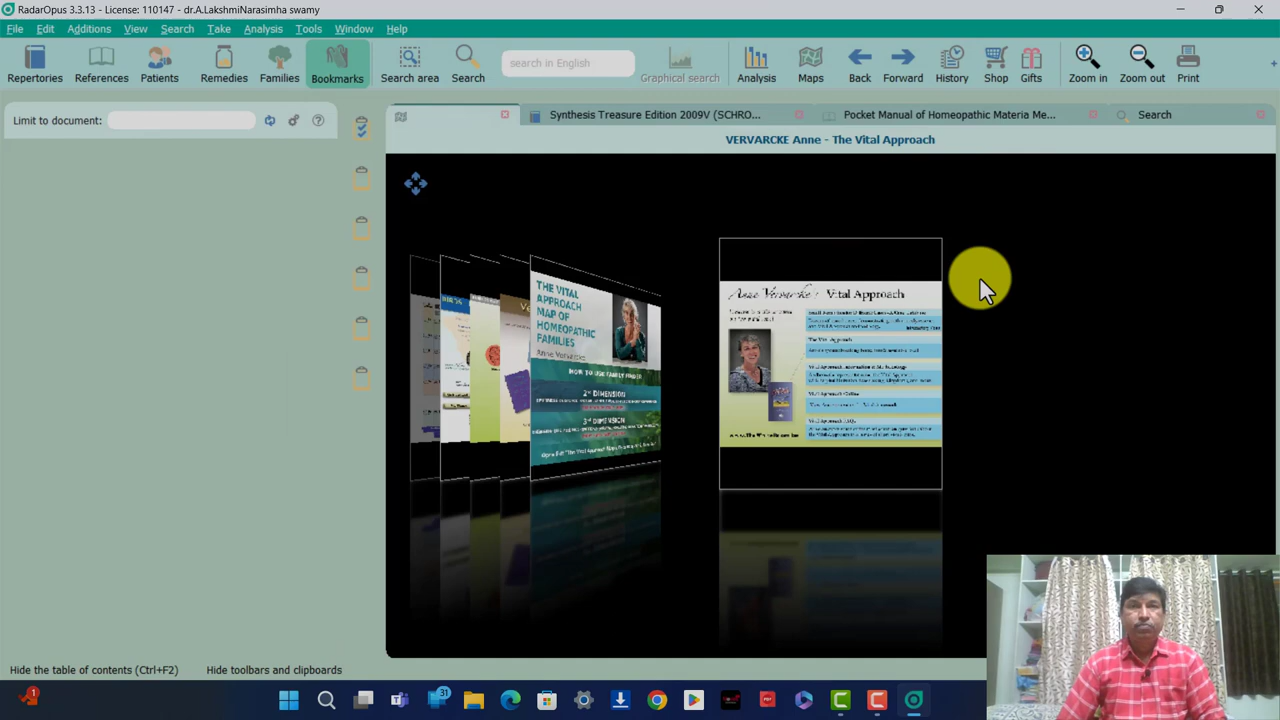 RadarOpus 3.3.13 - License: 110147 - dr.A.LakshmiNarasimha swamy
File Edit Additions View Search Take Analysis Tools Window Help
search in English
Repertories References Patients Remedies Families Bookmarks Search area Search Graphical search Analysis Maps Back Forward History Shop Gifts Zoom in Zoom out Print
Limit to document:
Synthesis Treasure Edition 2009V (SCHRO... Pocket Manual of Homeopathic Materia Me... Search
VERVARCKE Anne - The Vital Approach
THE VITAL
APPROACH
MAP OF
HOMEOPATHIC
FAMILIES
Anne Vervarcke
HOW TO USE FAMILY FINDER
2nd DIMENSION
3rd DIMENSION
Vital Approach
The Vital Approach
Hide the table of contents (Ctrl+F2) Hide toolbars and clipboards
1
31